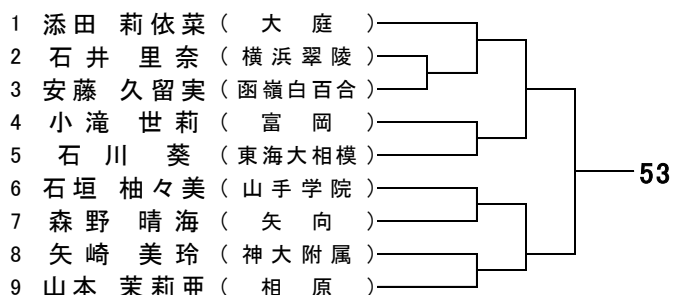 1 添田 莉依菜 ( 大 庭 )
2 石井 里奈 ( 横浜翠陵 )
3 安藤 久留実 ( 函嶺白百合 )
4 小滝 世莉 ( 富 岡 )
5 石川 葵 ( 東海大相模 )
6 石垣 柚々美 ( 山手学院 )
7 森野 晴海 ( 矢 向 )
8 矢崎 美玲 ( 神大附属 )
9 山本 茉莉亜 ( 相 原 )
53